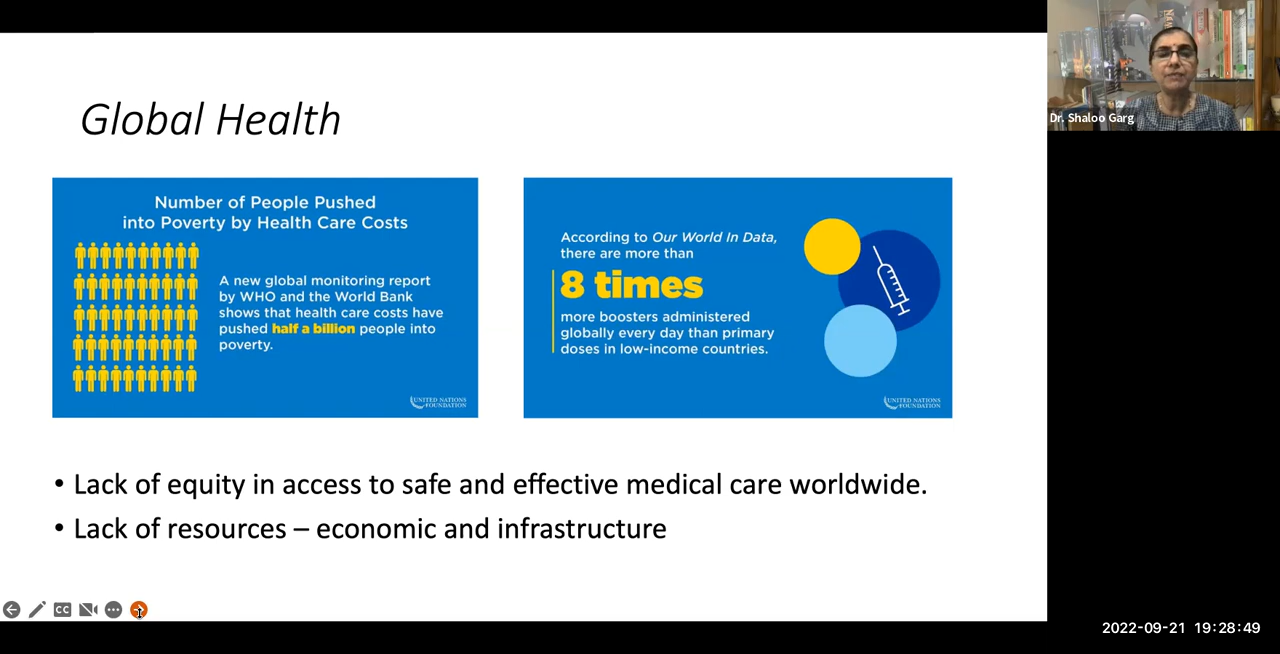 Global Health
Number of People Pushed
into Poverty by Health Care Costs
A new global monitoring report
by WHO and the World Bank
shows that health care costs have
pushed half a billion people into
poverty.
UNITED NATIONS
FOUNDATION
According to Our World In Data,
there are more than
8 times
more boosters administered
globally every day than primary
doses in low-income countries.
UNITED NATIONS
FOUNDATION
• Lack of equity in access to safe and effective medical care worldwide.
• Lack of resources – economic and infrastructure
CC
Dr. Shaloo Garg
2022-09-21 19:28:49